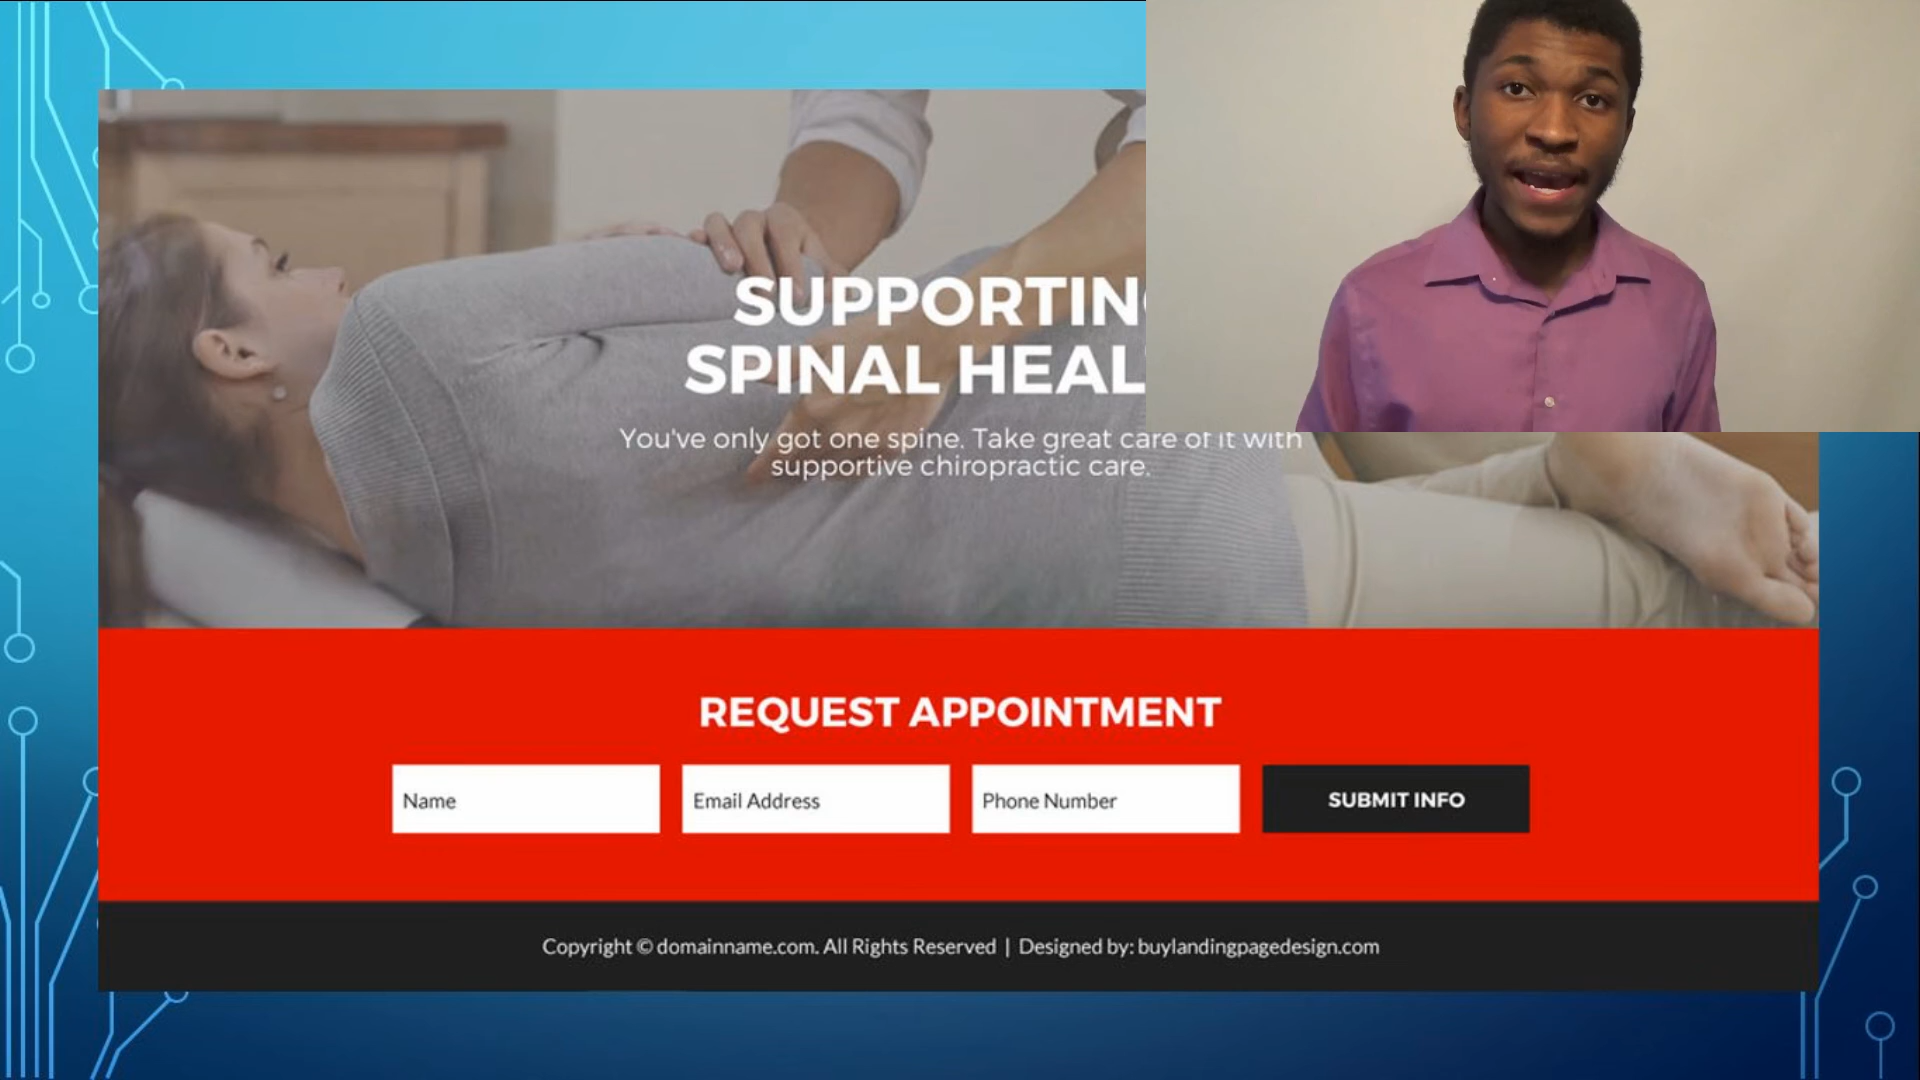 SUPPORTIN
SPINAL HEAL
You've only got one spine. Take great care of it with
supportive chiropractic care.
REQUEST APPOINTMENT
Name
Email Address
Phone Number
SUBMIT INFO
Copyright © domainname.com. All Rights Reserved | Designed by: buylandingpagedesign.com